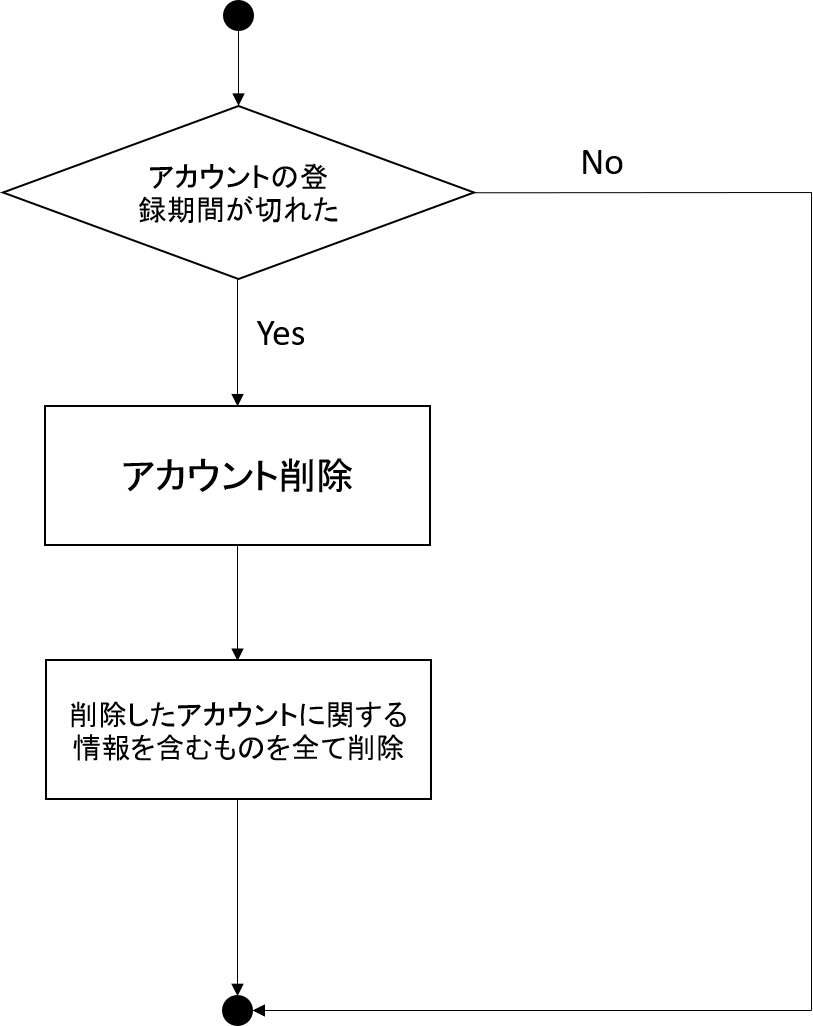 アカウントの登
録期間が切れた
No
Yes
アカウント削除
削除したアカウントに関する
情報を含むものを全て削除